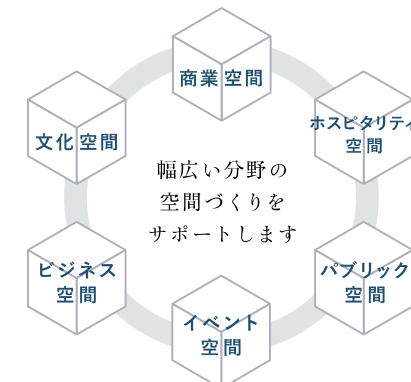 商業空間
文化空間
ホスピタリティ
空間
幅広い分野の
空間づくりを
サポートします
ビジネス
空間
パブリック
空間
イベント
空間